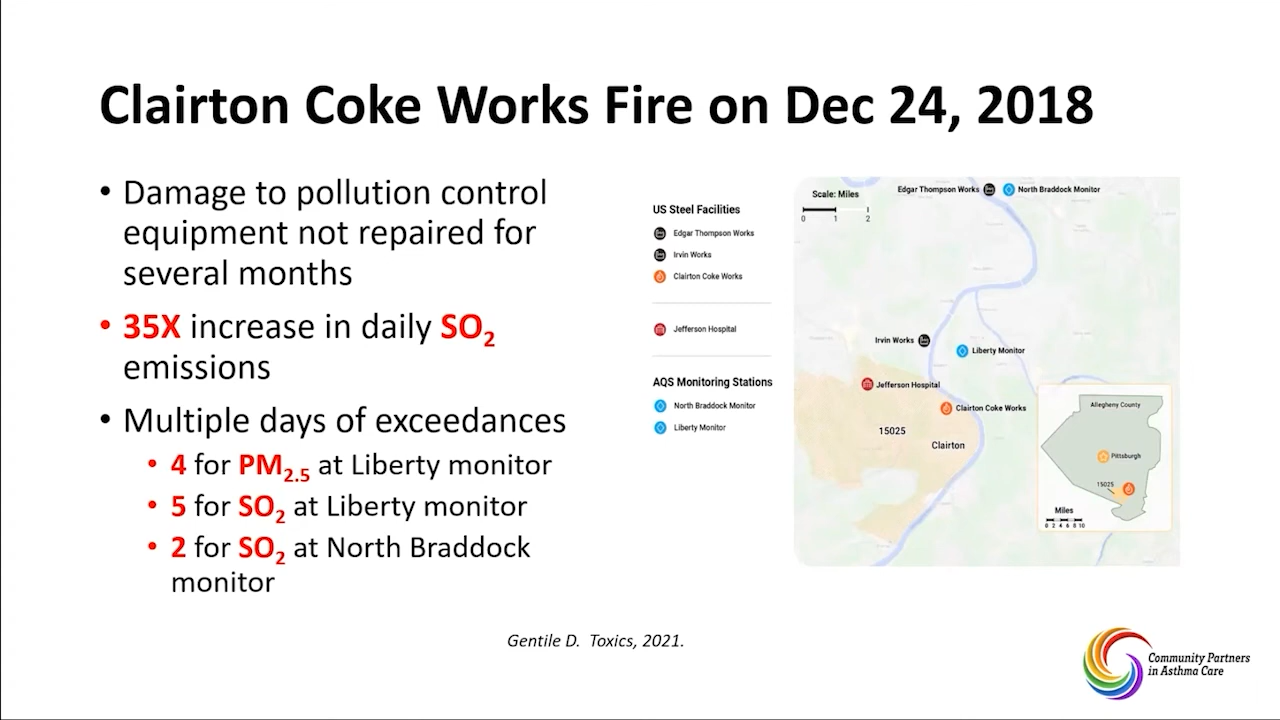 Clairton Coke Works Fire on Dec 24, 2018
• Damage to pollution control
equipment not repaired for
several months
• 35X increase in daily SO2
emissions
• Multiple days of exceedances
• 4 for PM2.5 at Liberty monitor
• 5 for SO2 at Liberty monitor
• 2 for SO2 at North Braddock
monitor
US Steel Facilities
Edgar Thompson Works
Irvin Works
Clairton Coke Works
Jefferson Hospital
AQS Monitoring Stations
North Braddock Monitor
Liberty Monitor
Scale: Miles
0 1 2
Edgar Thompson Works
North Braddock Monitor
Irvin Works
Liberty Monitor
Jefferson Hospital
Clairton Coke Works
15025
Clairton
Allegheny County
Pittsburgh
15025
Miles
0 2 4 6 8 10
Gentile D. Toxics, 2021.
Community Partners
in Asthma Care